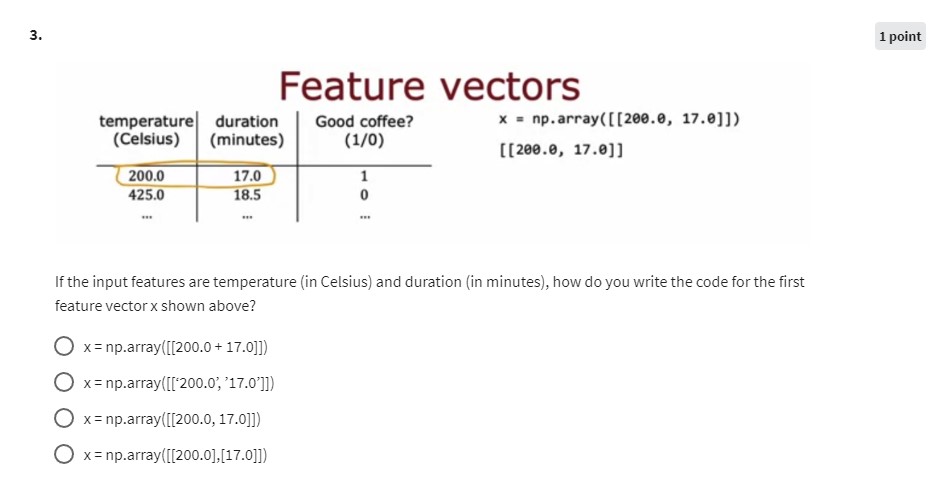 3.
1 point
Feature vectors
temperature duration Good coffee? x = np.array([[200.0, 17.0]])
(Celsius) (minutes) (1/0) [[200.0, 17.0]]
200.0 17.0 1
425.0 18.5 0
... ... ...
If the input features are temperature (in Celsius) and duration (in minutes), how do you write the code for the first
feature vector x shown above?
x = np.array([[200.0 + 17.0]])
x = np.array([[‘200.0’, ’17.0’]])
x = np.array([[200.0, 17.0]])
x = np.array([[200.0],[17.0]])